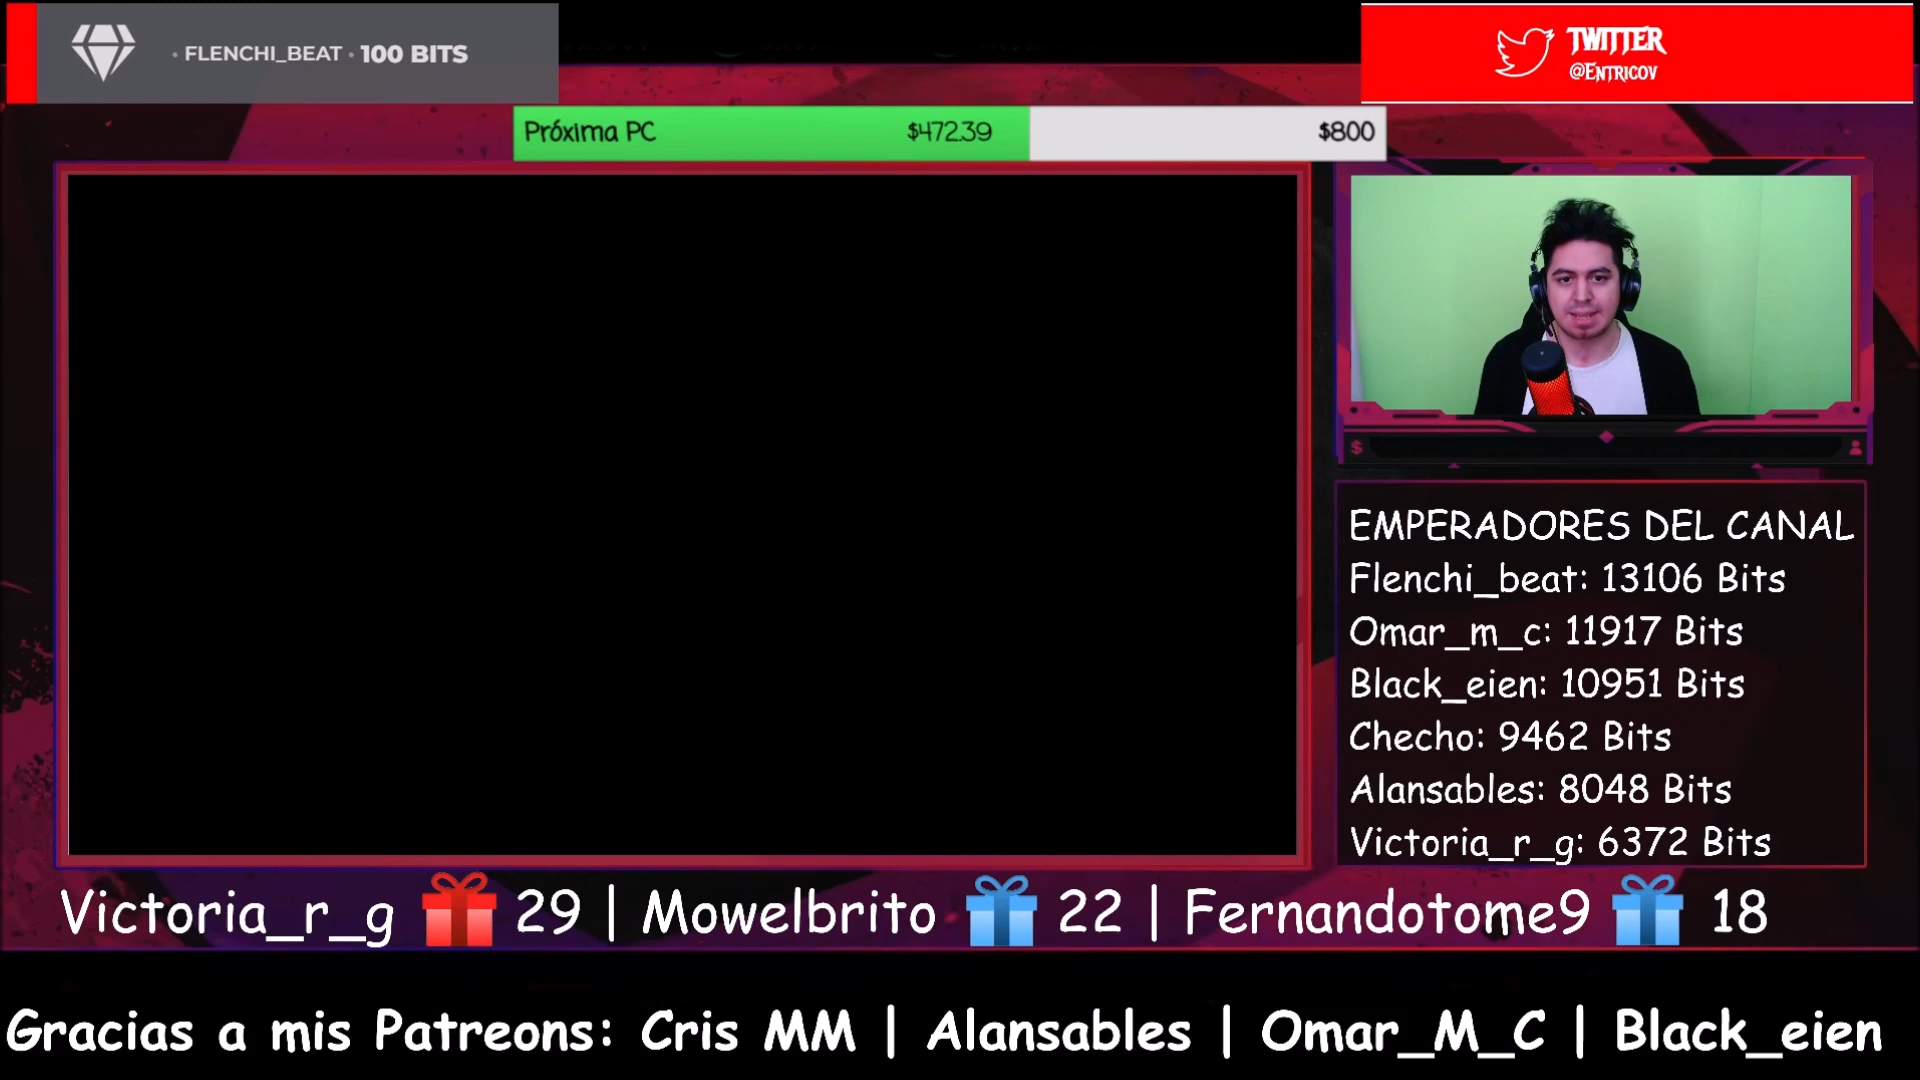 · FLENCHI_BEAT · 100 BITS
TWITTER
@ENTRICOV
Próxima PC $472.39 $800
$
EMPERADORES DEL CANAL
Flenchi_beat: 13106 Bits
Omar_m_c: 11917 Bits
Black_eien: 10951 Bits
Checho: 9462 Bits
Alansables: 8048 Bits
Victoria_r_g: 6372 Bits
Victoria_r_g 29 | Mowelbrito 22 | Fernandotome9 18
Gracias a mis Patreons: Cris MM | Alansables | Omar_M_C | Black_eien